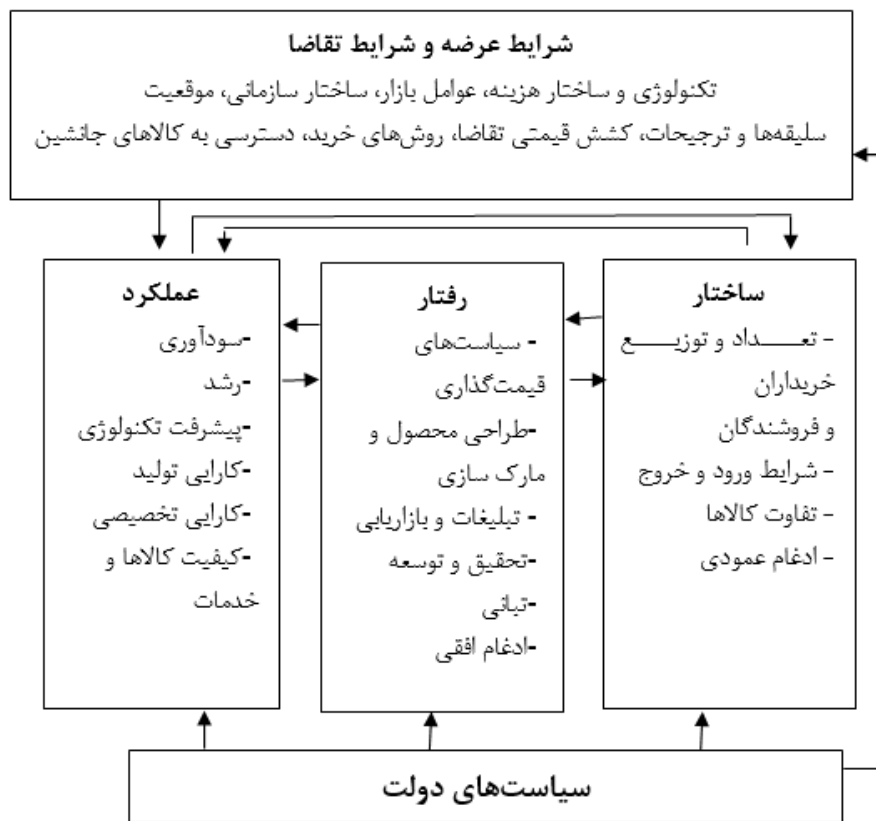 شرایط عرضه و شرایط تقاضا
تکنولوژی و ساختار هزینه، عوامل بازار، ساختار سازمانی، موقعیت
سلیقه‌ها و ترجیحات، کشش قیمتی تقاضا، روش‌های خرید، دسترسی به کالاهای جانشین
ساختار
- تعـــــداد و توزیـــــع
خریداران
و فروشندگان
- شرایط ورود و خروج
- تفاوت کالاها
- ادغام عمودی
رفتار
- سیاست‌های
قیمت‌گذاری
-طراحی محصول و
مارک سازی
- تبلیغات و بازاریابی
-تحقیق و توسعه
-تبانی
-ادغام افقی
عملکرد
-سودآوری
-رشد
-پیشرفت تکنولوژی
-کارایی تولید
-کارایی تخصیصی
-کیفیت کالاها و
خدمات
سیاست‌های دولت